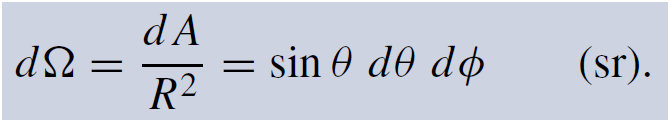 dΩ = dA / R² = sin θ dθ dϕ (sr).